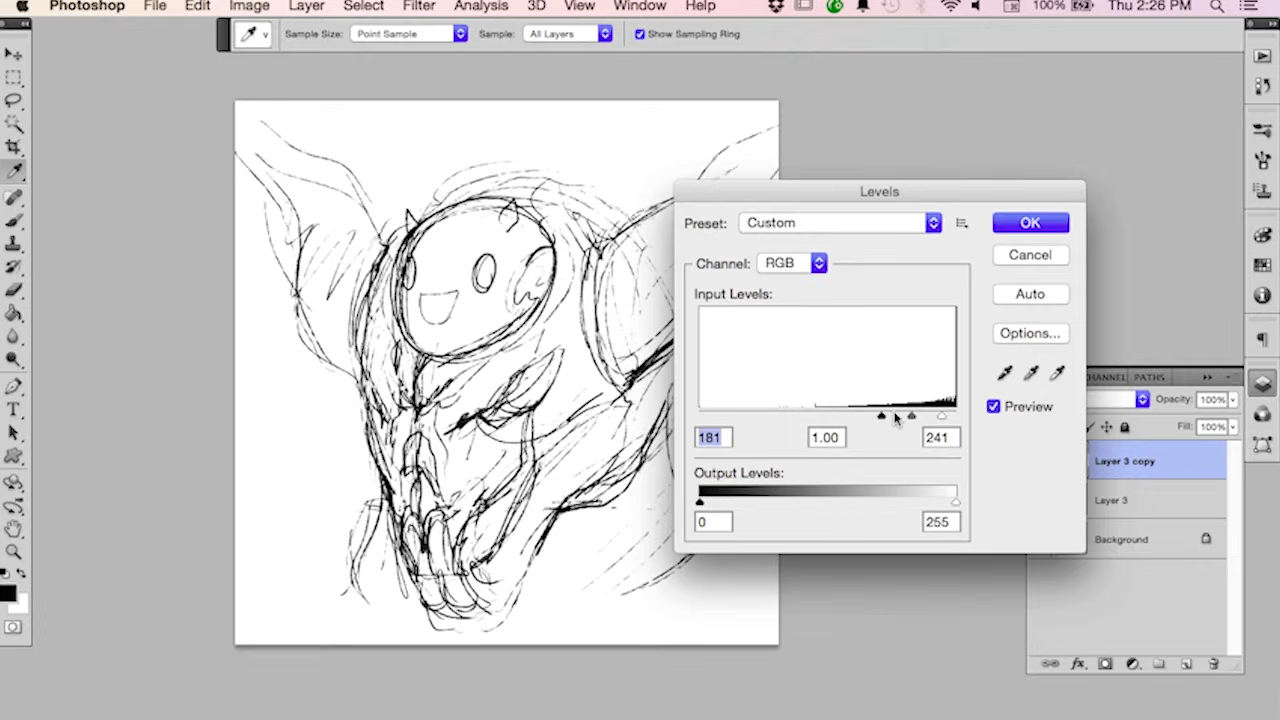 Photoshop File Edit Image Layer Select Filter Analysis 3D View Window Help 100% Thu 2:26 PM
Sample Size: Point Sample Sample: All Layers Show Sampling Ring
Levels
Preset: Custom OK
Channel: RGB Cancel
Input Levels: Auto
Options...
Preview
181 1.00 241
Output Levels:
0 255
CHANNEL PATHS
Opacity: 100%
Fill: 100%
Layer 3 copy
Layer 3
Background
fx